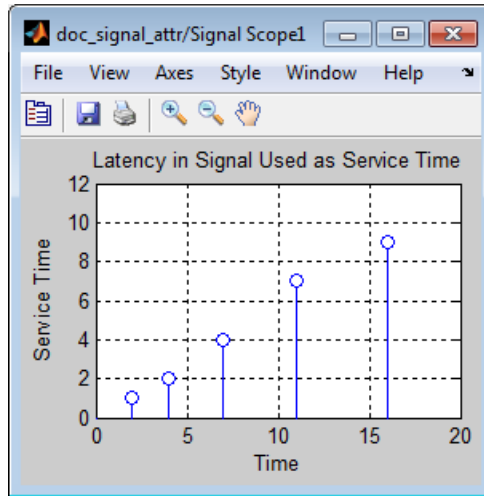 doc_signal_attr/Signal Scope1
File View Axes Style Window Help
Latency in Signal Used as Service Time
12
10
8
6
4
2
0
Service Time
0 5 10 15 20
Time